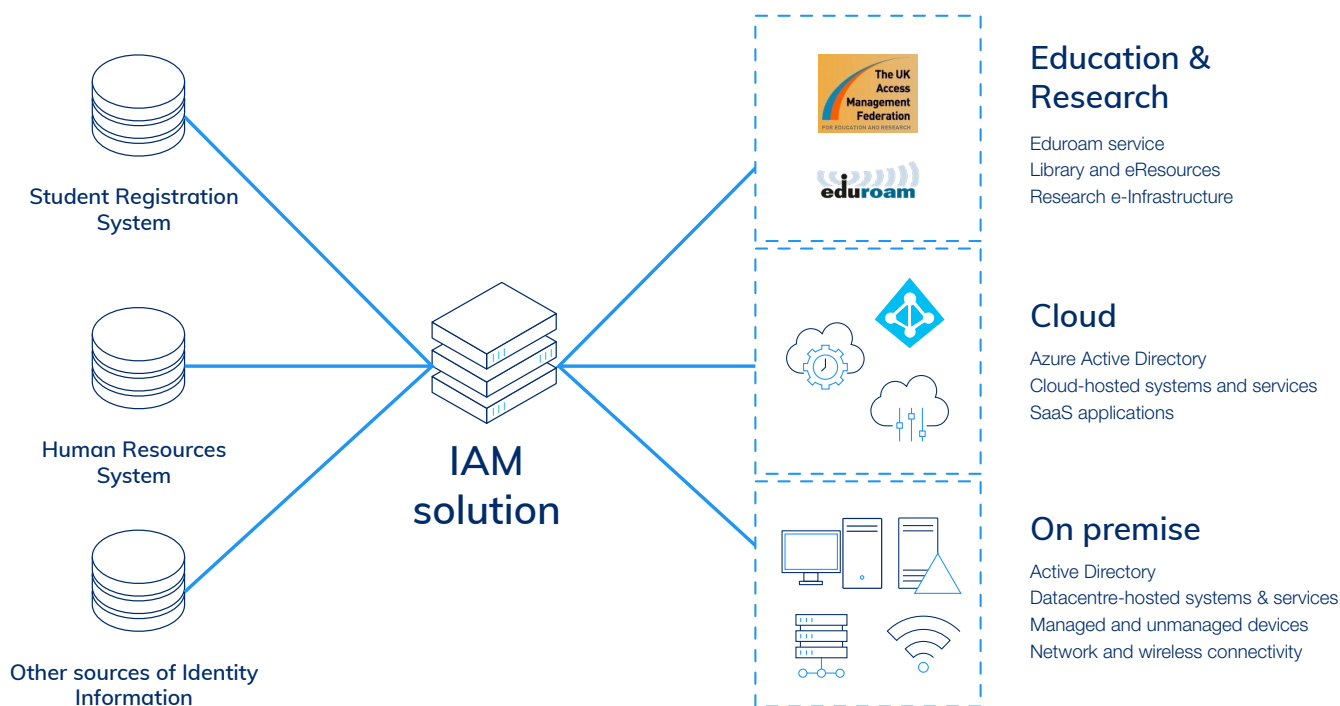 Student Registration
System
Human Resources
System
Other sources of Identity
Information
IAM
solution
The UK
Access
Management
Federation
FOR EDUCATION AND RESEARCH
eduroam
Education &
Research
Eduroam service
Library and eResources
Research e-Infrastructure
Cloud
Azure Active Directory
Cloud-hosted systems and services
SaaS applications
On premise
Active Directory
Datacentre-hosted systems & services
Managed and unmanaged devices
Network and wireless connectivity